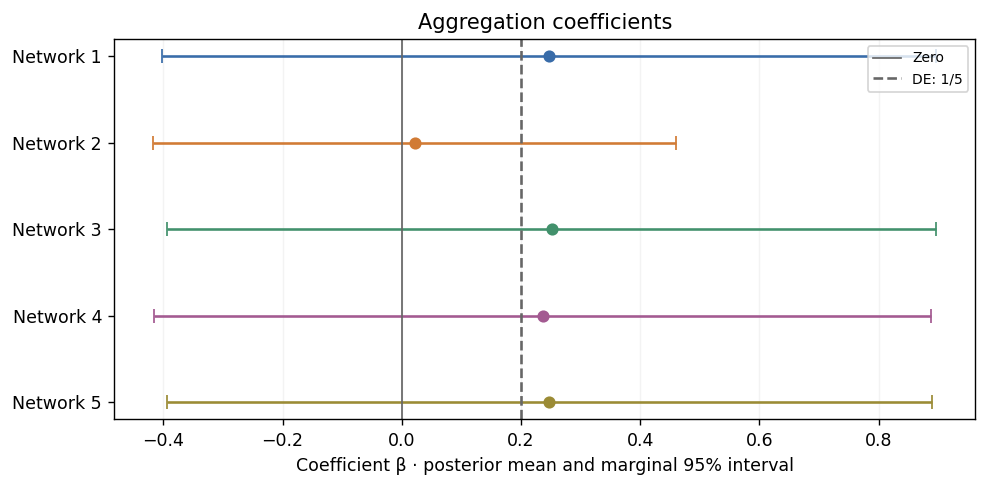 Aggregation coefficients
Network 1
Network 2
Network 3
Network 4
Network 5
Zero
DE: 1/5
−0.4 −0.2 0.0 0.2 0.4 0.6 0.8
Coefficient β · posterior mean and marginal 95% interval